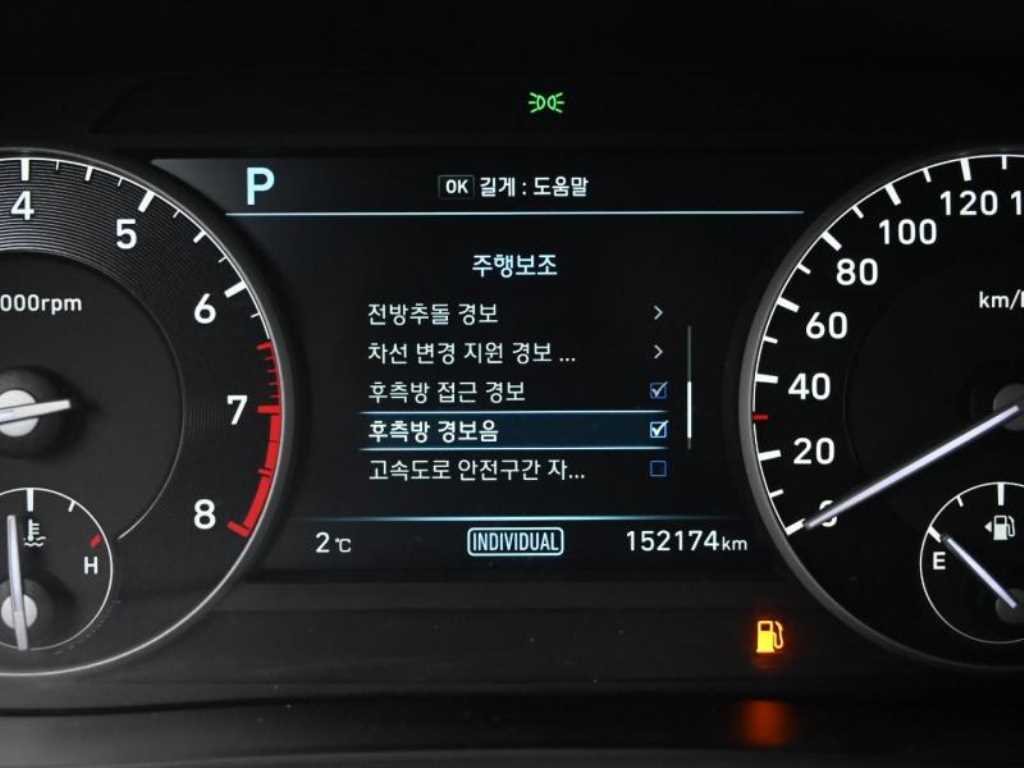 P
OK 길게 : 도움말
주행보조
전방추돌 경보
차선 변경 지원 경보 ...
후측방 접근 경보
후측방 경보음
고속도로 안전구간 자...
2 ℃
INDIVIDUAL
152174 km
4
5
6
7
8
000rpm
H
120
100
80
60
40
20
0
km/
E